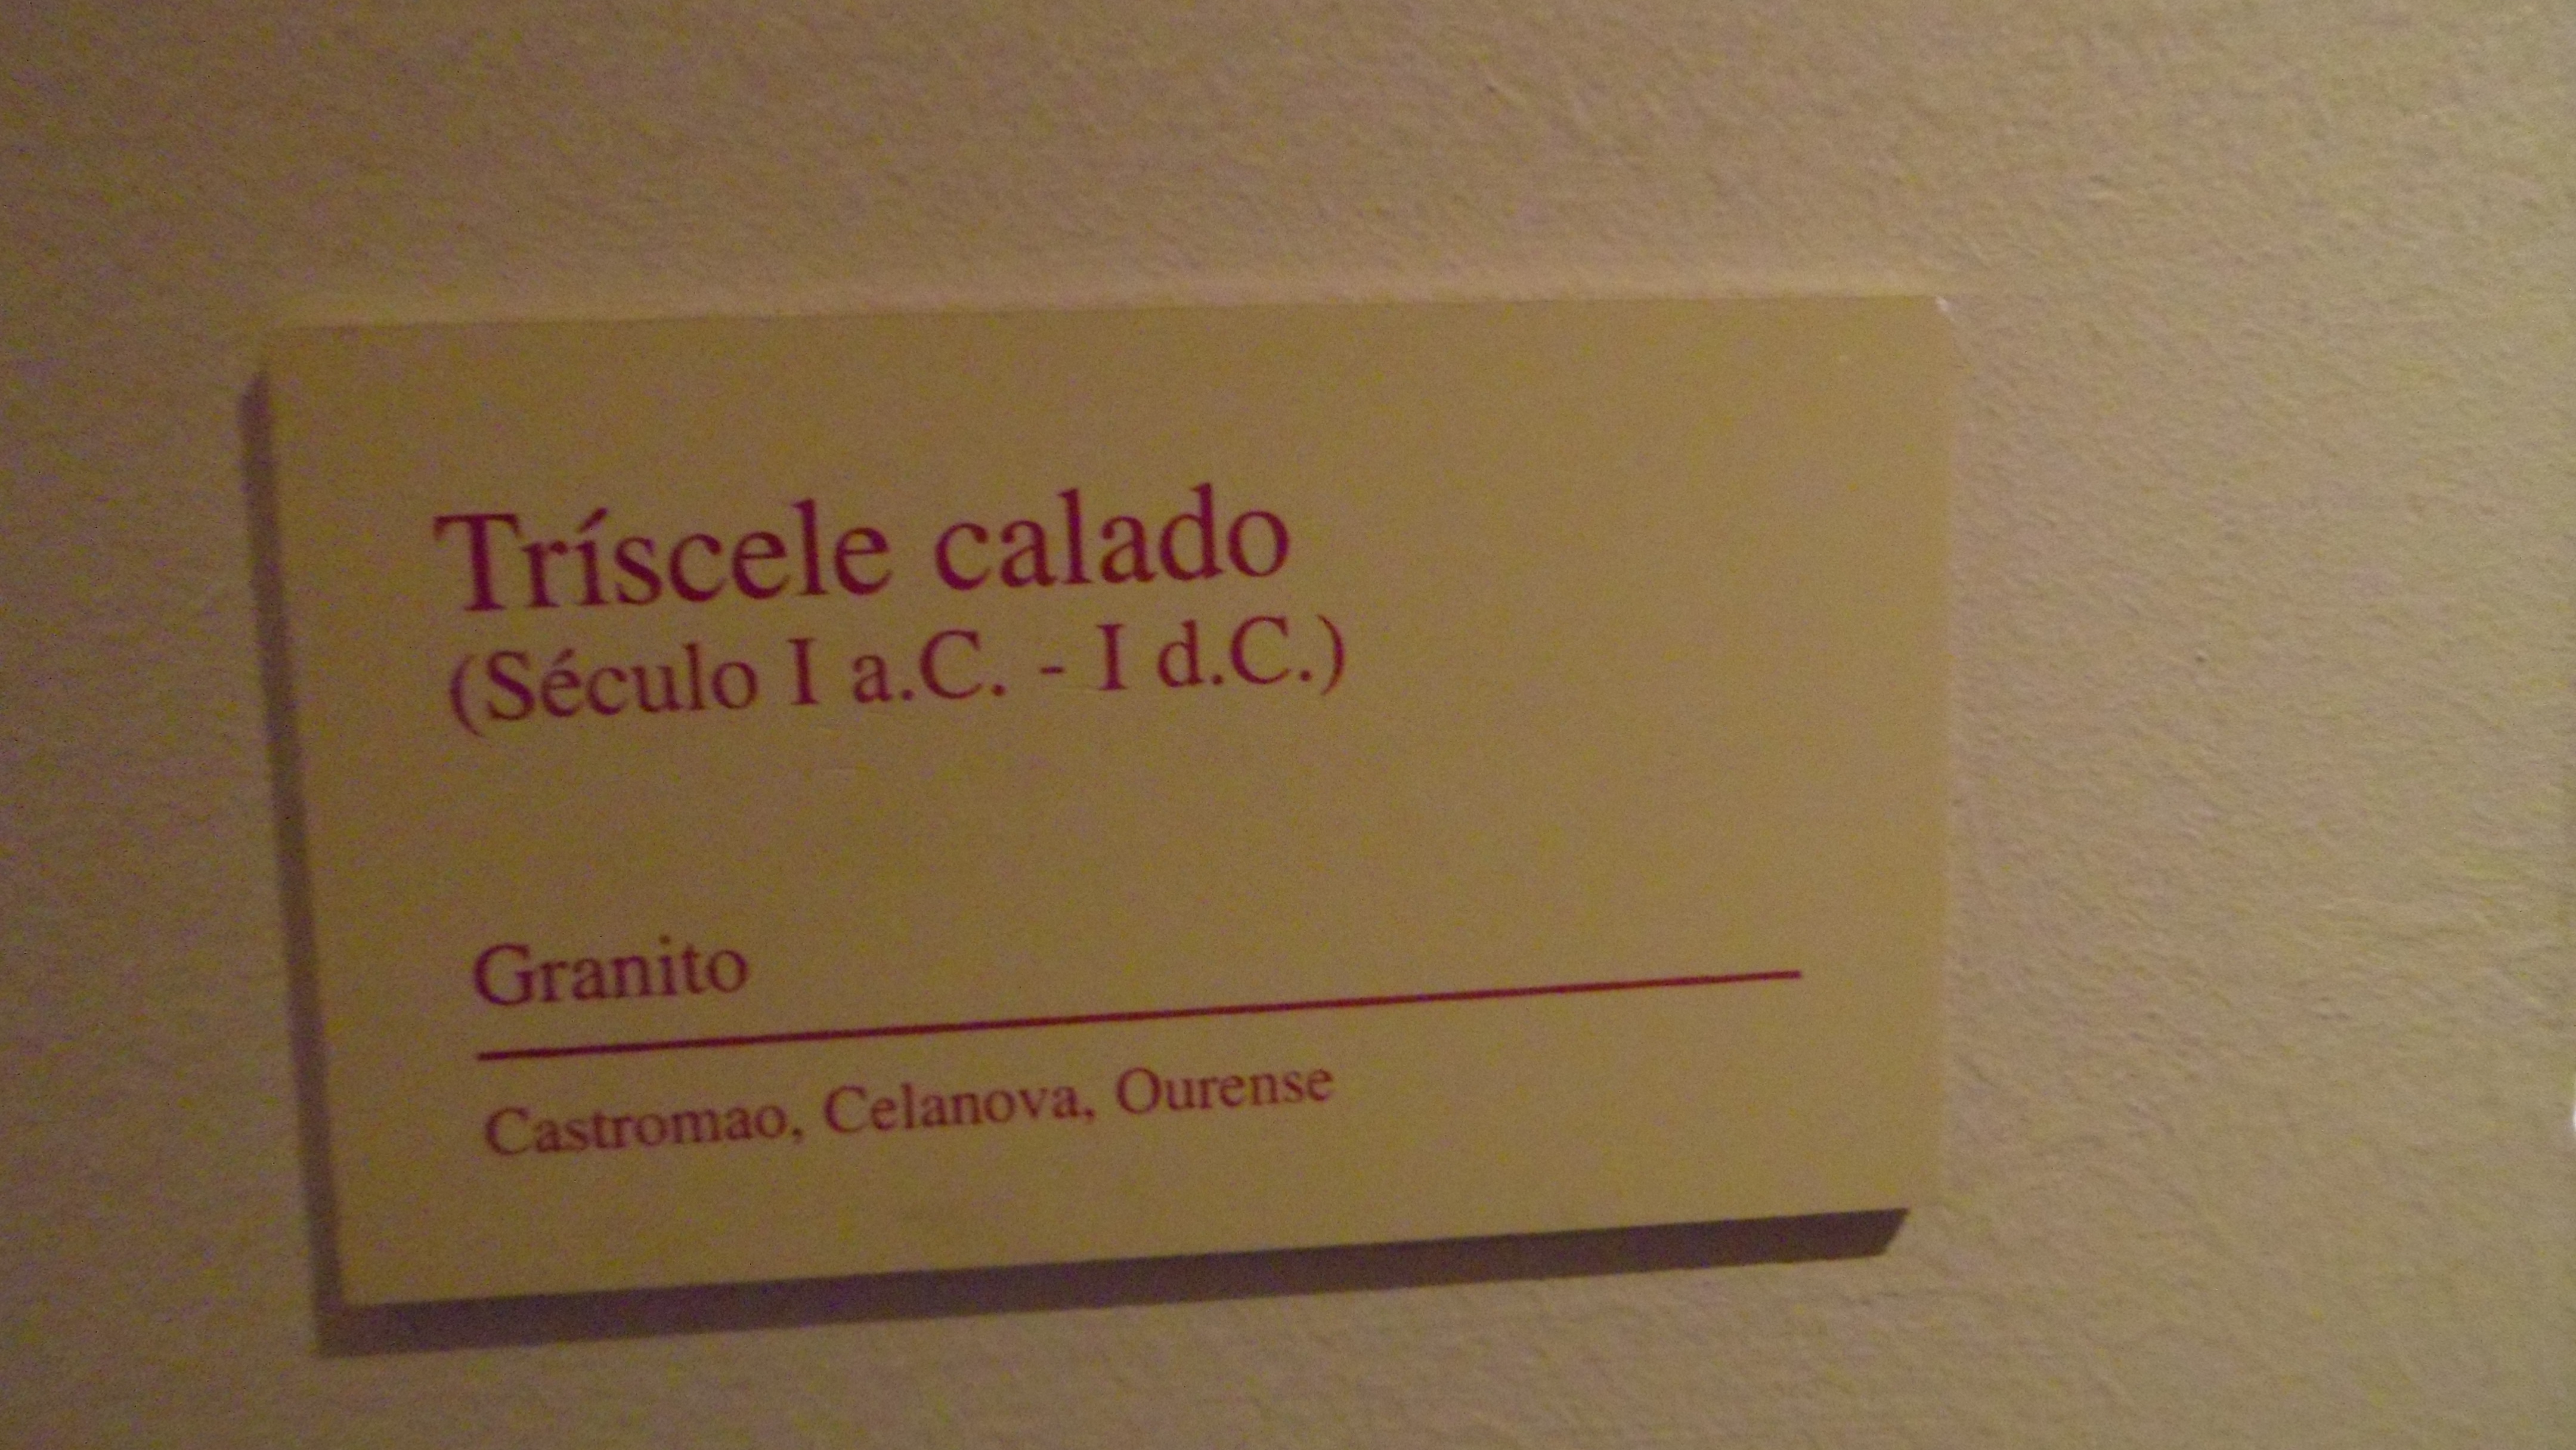 Tríscele calado
(Século I a.C. - I d.C.)
Granito
Castromao, Celanova, Ourense